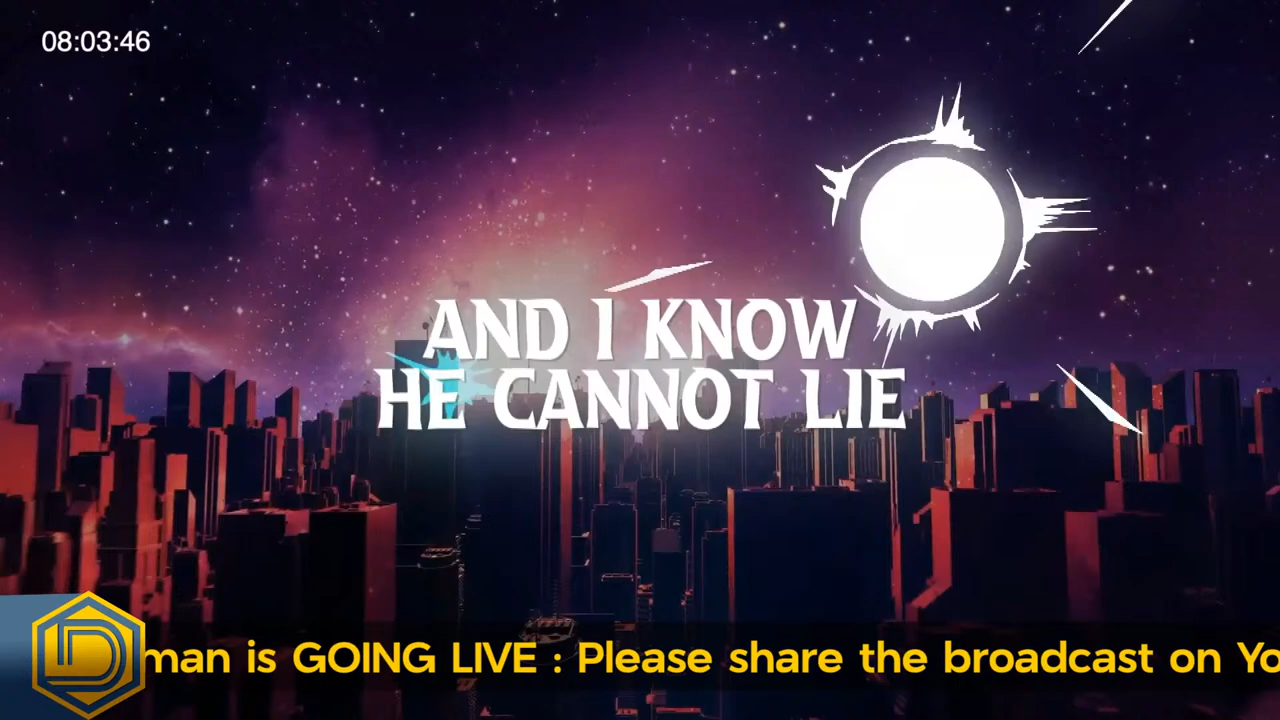 08:03:46
AND I KNOW
HE CANNOT LIE
man is GOING LIVE : Please share the broadcast on Yo